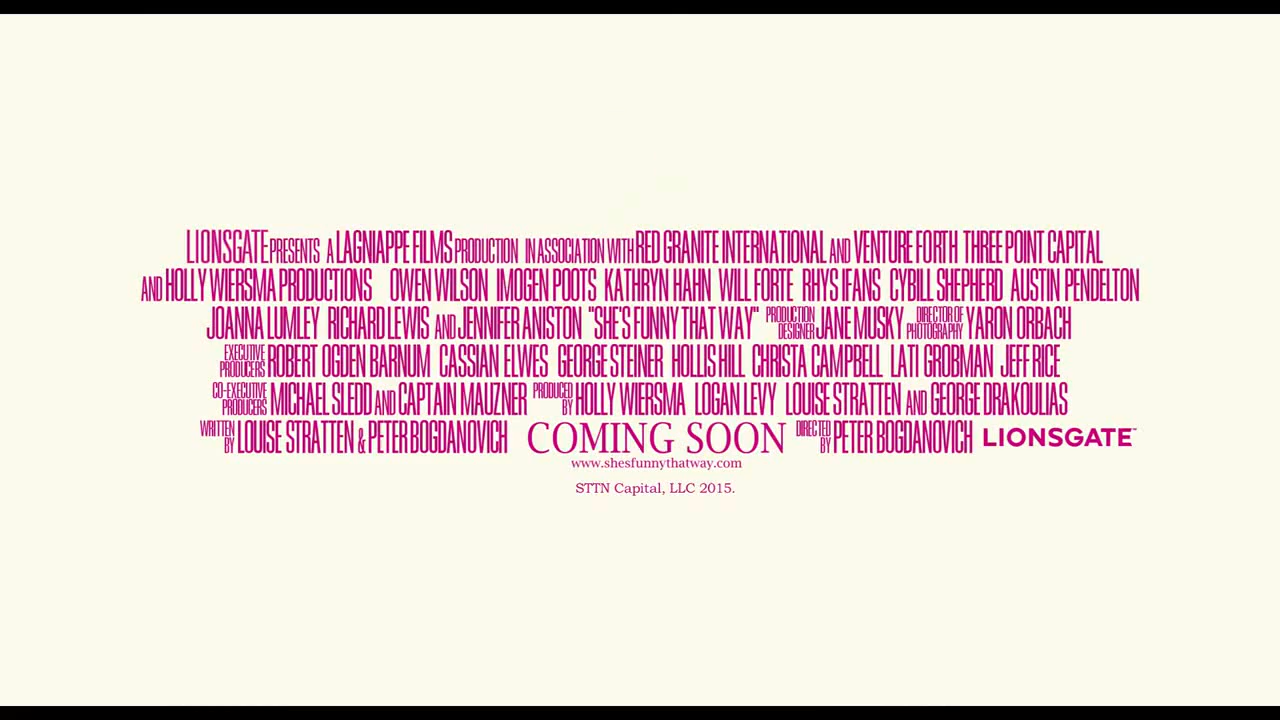 LIONSGATE PRESENTS A LAGNIAPPE FILMS PRODUCTION IN ASSOCIATION WITH RED GRANITE INTERNATIONAL AND VENTURE FORTH THREE POINT CAPITAL
AND HOLLY WIERSMA PRODUCTIONS OWEN WILSON IMOGEN POOTS KATHRYN HAHN WILL FORTE RHYS IFANS CYBILL SHEPHERD AUSTIN PENDELTON
JOANNA LUMLEY RICHARD LEWIS AND JENNIFER ANISTON "SHE'S FUNNY THAT WAY" PRODUCTION DESIGNER JANE MUSKY DIRECTOR OF PHOTOGRAPHY YARON ORBACH
EXECUTIVE PRODUCERS ROBERT OGDEN BARNUM CASSIAN ELWES GEORGE STEINER HOLLIS HILL CHRISTA CAMPBELL LATI GROBMAN JEFF RICE
CO-EXECUTIVE PRODUCERS MICHAEL SLEDD AND CAPTAIN MAUZNER PRODUCED BY HOLLY WIERSMA LOGAN LEVY LOUISE STRATTEN AND GEORGE DRAKOULIAS
WRITTEN BY LOUISE STRATTEN & PETER BOGDANOVICH COMING SOON DIRECTED BY PETER BOGDANOVICH LIONSGATE™
www.shesfunnythatway.com
STTN Capital, LLC 2015.